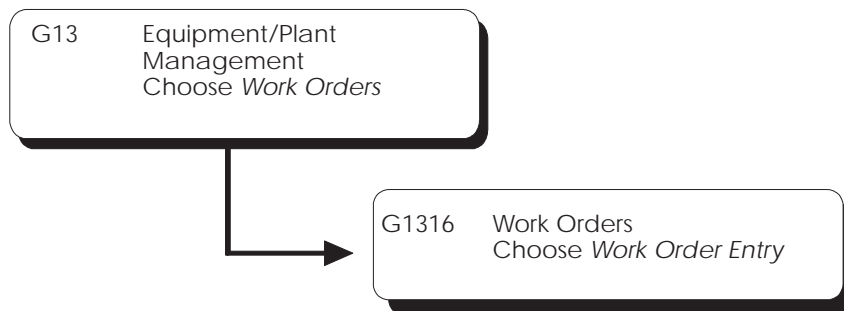 G13 Equipment/Plant
Management
Choose Work Orders
G1316 Work Orders
Choose Work Order Entry